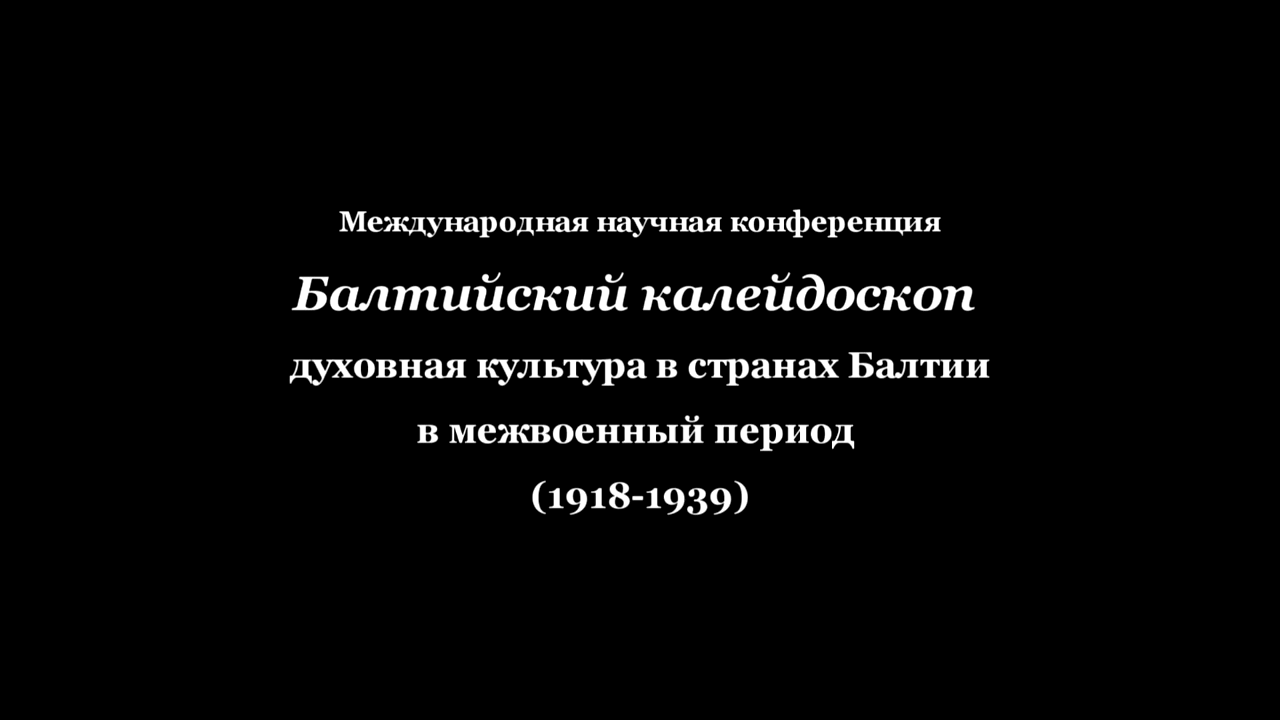 Международная научная конференция
Балтийский калейдоскоп
духовная культура в странах Балтии
в межвоенный период
(1918-1939)